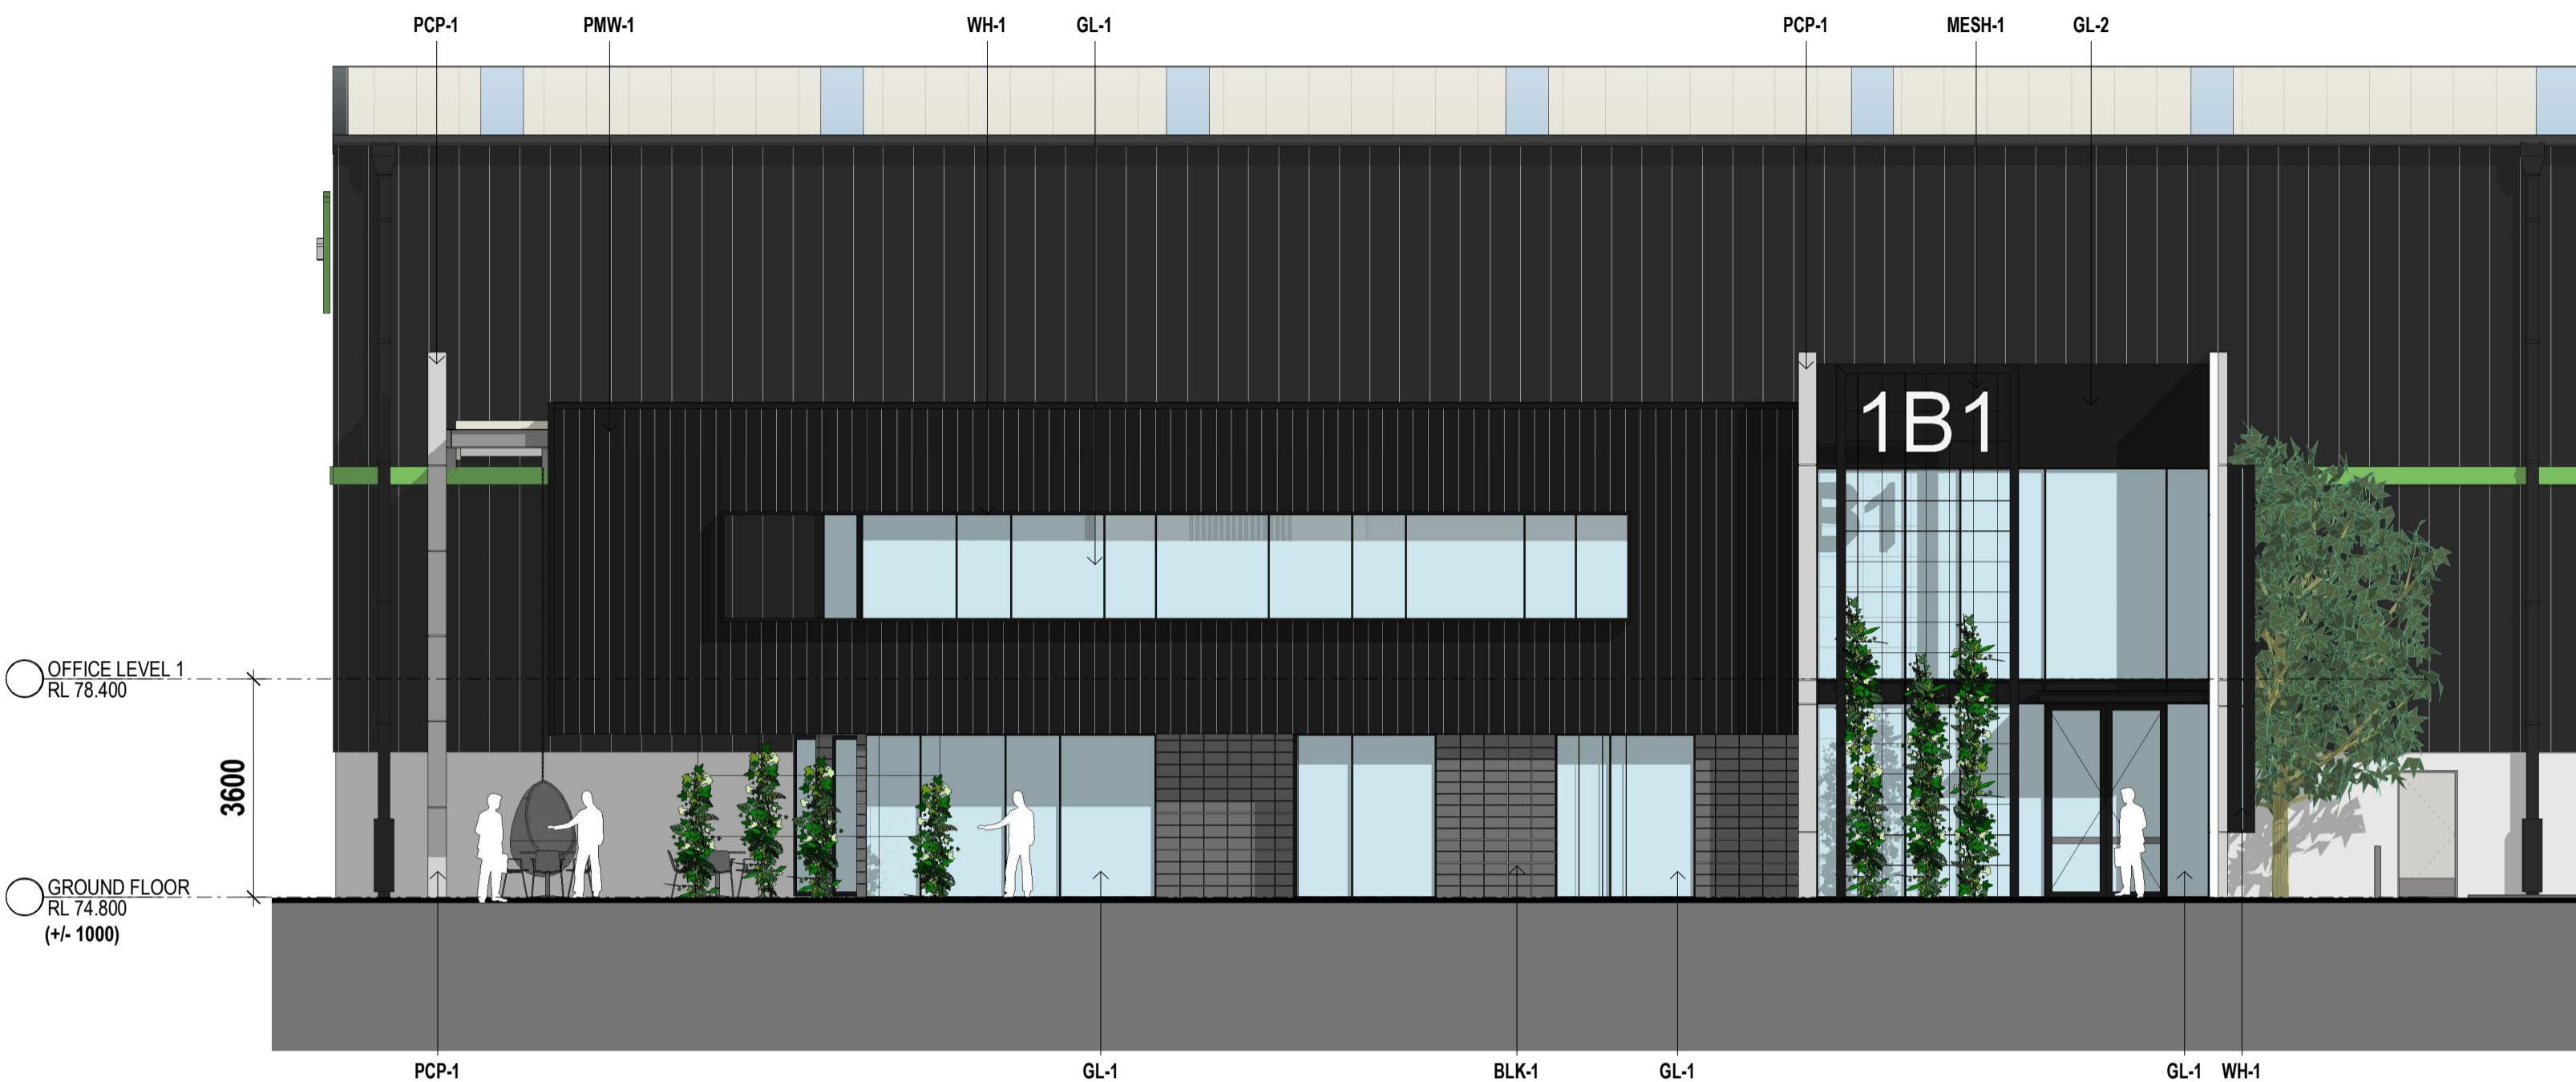 PCP-1
PMW-1
WH-1
GL-1
PCP-1
MESH-1
GL-2
1B1
B1
OFFICE LEVEL 1
RL 78.400
3600
GROUND FLOOR
RL 74.800
(+/- 1000)
PCP-1
GL-1
BLK-1
GL-1
GL-1
WH-1